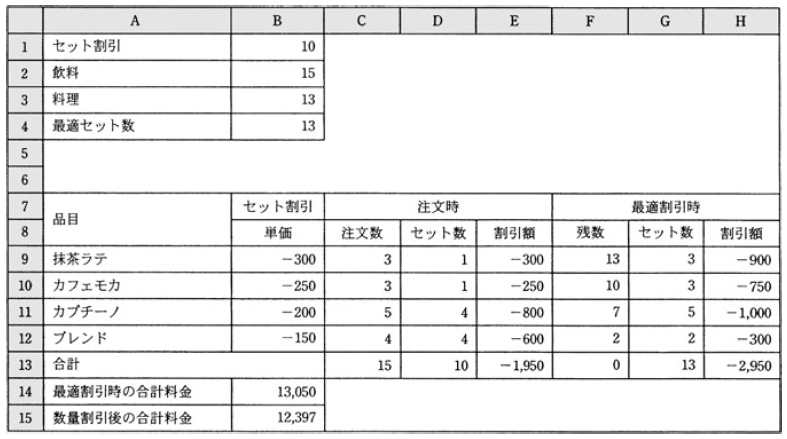 A B C D E F G H
1 セット割引 10
2 飲料 15
3 料理 13
4 最適セット数 13
5
6
7 品目 セット割引 注文時 最適割引時
8 単価 注文数 セット数 割引額 残数 セット数 割引額
9 抹茶ラテ －300 3 1 －300 13 3 －900
10 カフェモカ －250 3 1 －250 10 3 －750
11 カプチーノ －200 5 4 －800 7 5 －1,000
12 ブレンド －150 4 4 －600 2 2 －300
13 合計 15 10 －1,950 0 13 －2,950
14 最適割引時の合計料金 13,050
15 数量割引後の合計料金 12,397